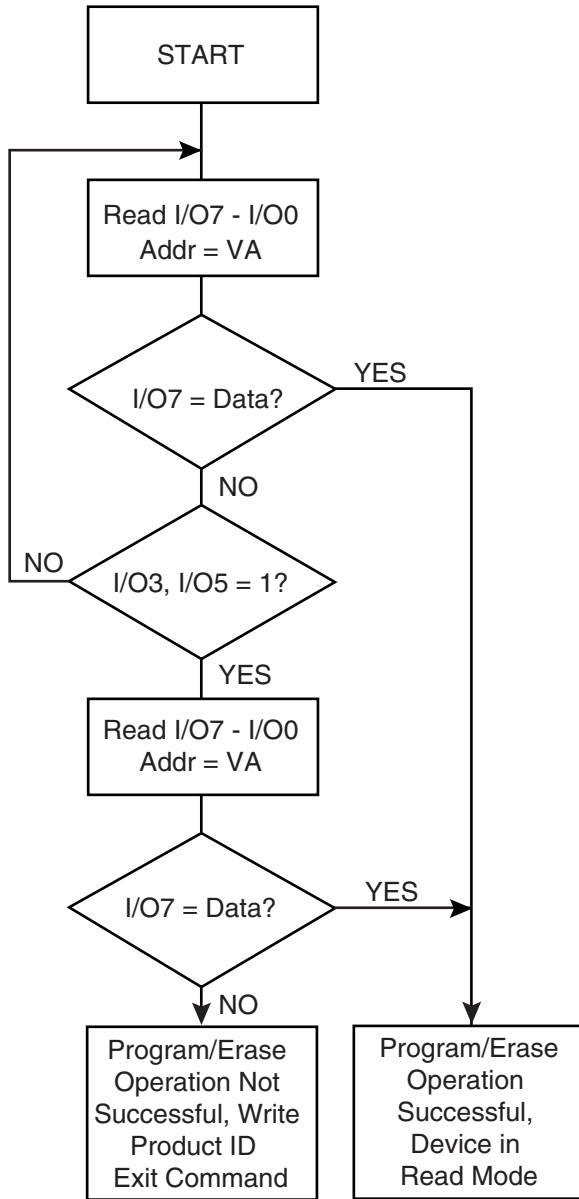 START
Read I/O7 - I/O0
Addr = VA
I/O7 = Data?
YES
NO
NO
I/O3, I/O5 = 1?
YES
Read I/O7 - I/O0
Addr = VA
I/O7 = Data?
YES
NO
Program/Erase
Operation Not
Successful, Write
Product ID
Exit Command
Program/Erase
Operation
Successful,
Device in
Read Mode